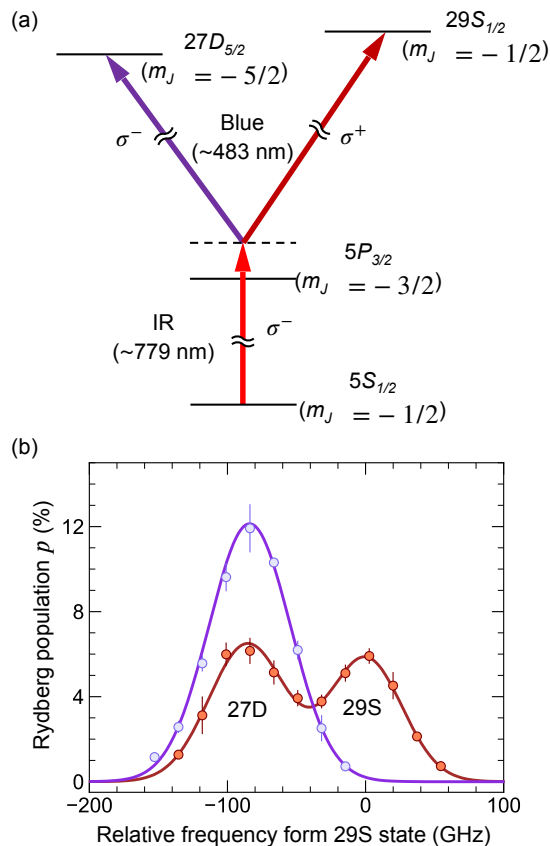 (a)
27D5/2
(mJ = − 5/2)
29S1/2
(mJ = − 1/2)
σ−
Blue
(~483 nm)
σ+
5P3/2
(mJ = − 3/2)
IR
(~779 nm)
σ−
5S1/2
(mJ = − 1/2)
(b)
Rydberg population p (%)
12
8
4
0
27D
29S
−200
−100
0
100
Relative frequency form 29S state (GHz)